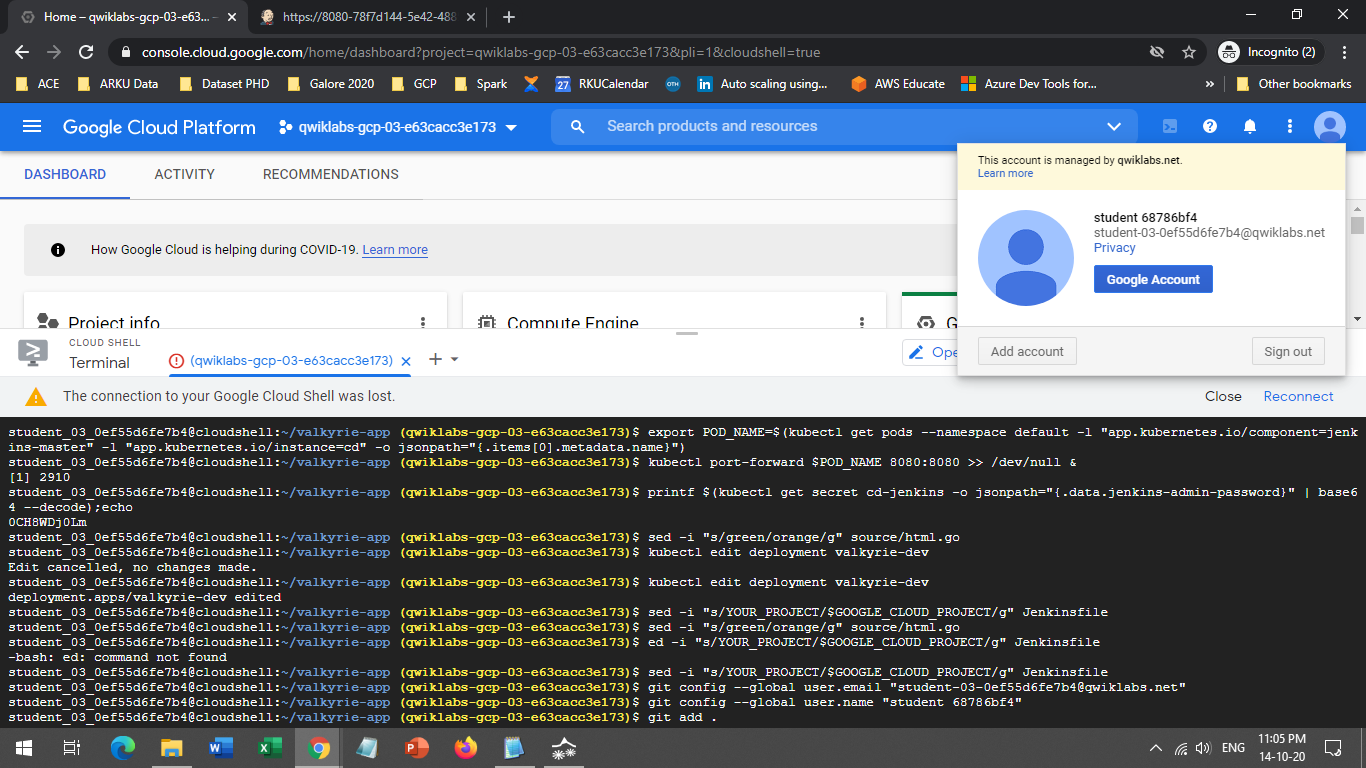 Home – qwiklabs-gcp-03-e63...
https://8080-78f7d144-5e42-488
console.cloud.google.com/home/dashboard?project=qwiklabs-gcp-03-e63cacc3e173&pli=1&cloudshell=true
Incognito (2)
ACE
ARKU Data
Dataset PHD
Galore 2020
GCP
Spark
27
RKUCalendar
OTH
in
Auto scaling using...
AWS Educate
Azure Dev Tools for...
»
Other bookmarks
Google Cloud Platform
qwiklabs-gcp-03-e63cacc3e173
Search products and resources
This account is managed by qwiklabs.net.
Learn more
DASHBOARD
ACTIVITY
RECOMMENDATIONS
student 68786bf4
student-03-0ef55d6fe7b4@qwiklabs.net
Privacy
Google Account
How Google Cloud is helping during COVID-19. Learn more
Project info
Compute Engine
G
CLOUD SHELL
Terminal
(qwiklabs-gcp-03-e63cacc3e173)
Ope
Add account
Sign out
The connection to your Google Cloud Shell was lost.
Close
Reconnect
student_03_0ef55d6fe7b4@cloudshell:~/valkyrie-app (qwiklabs-gcp-03-e63cacc3e173)$ export POD_NAME=$(kubectl get pods --namespace default -l "app.kubernetes.io/component=jenk
ins-master" -l "app.kubernetes.io/instance=cd" -o jsonpath="{.items[0].metadata.name}")
student_03_0ef55d6fe7b4@cloudshell:~/valkyrie-app (qwiklabs-gcp-03-e63cacc3e173)$ kubectl port-forward $POD_NAME 8080:8080 >> /dev/null &
[1] 2910
student_03_0ef55d6fe7b4@cloudshell:~/valkyrie-app (qwiklabs-gcp-03-e63cacc3e173)$ printf $(kubectl get secret cd-jenkins -o jsonpath="{.data.jenkins-admin-password}" | base6
4 --decode);echo
0CH8WDj0Lm
student_03_0ef55d6fe7b4@cloudshell:~/valkyrie-app (qwiklabs-gcp-03-e63cacc3e173)$ sed -i "s/green/orange/g" source/html.go
student_03_0ef55d6fe7b4@cloudshell:~/valkyrie-app (qwiklabs-gcp-03-e63cacc3e173)$ kubectl edit deployment valkyrie-dev
Edit cancelled, no changes made.
student_03_0ef55d6fe7b4@cloudshell:~/valkyrie-app (qwiklabs-gcp-03-e63cacc3e173)$ kubectl edit deployment valkyrie-dev
deployment.apps/valkyrie-dev edited
student_03_0ef55d6fe7b4@cloudshell:~/valkyrie-app (qwiklabs-gcp-03-e63cacc3e173)$ sed -i "s/YOUR_PROJECT/$GOOGLE_CLOUD_PROJECT/g" Jenkinsfile
student_03_0ef55d6fe7b4@cloudshell:~/valkyrie-app (qwiklabs-gcp-03-e63cacc3e173)$ sed -i "s/green/orange/g" source/html.go
student_03_0ef55d6fe7b4@cloudshell:~/valkyrie-app (qwiklabs-gcp-03-e63cacc3e173)$ ed -i "s/YOUR_PROJECT/$GOOGLE_CLOUD_PROJECT/g" Jenkinsfile
-bash: ed: command not found
student_03_0ef55d6fe7b4@cloudshell:~/valkyrie-app (qwiklabs-gcp-03-e63cacc3e173)$ sed -i "s/YOUR_PROJECT/$GOOGLE_CLOUD_PROJECT/g" Jenkinsfile
student_03_0ef55d6fe7b4@cloudshell:~/valkyrie-app (qwiklabs-gcp-03-e63cacc3e173)$ git config --global user.email "student-03-0ef55d6fe7b4@qwiklabs.net"
student_03_0ef55d6fe7b4@cloudshell:~/valkyrie-app (qwiklabs-gcp-03-e63cacc3e173)$ git config --global user.name "student 68786bf4"
student_03_0ef55d6fe7b4@cloudshell:~/valkyrie-app (qwiklabs-gcp-03-e63cacc3e173)$ git add .
ENG
11:05 PM
14-10-20